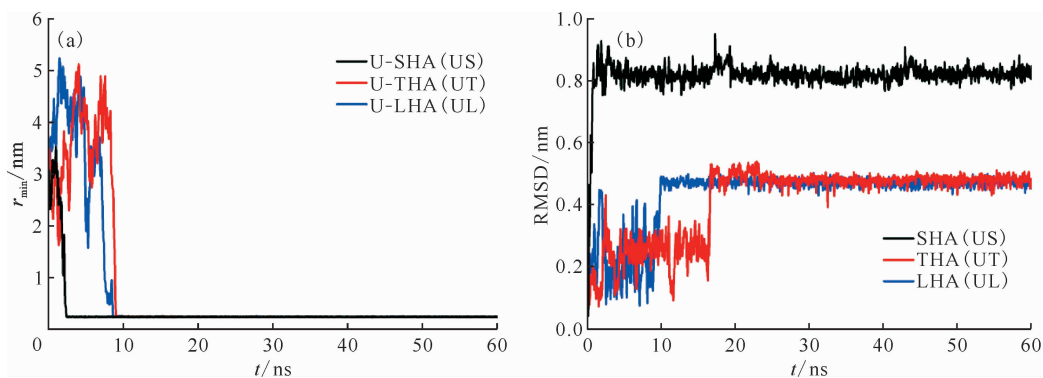 (a)
6
5
4
3
2
1
0
10
20
30
40
50
60
r_min/nm
t/ns
U-SHA(US)
U-THA(UT)
U-LHA(UL)
(b)
1.0
0.8
0.6
0.4
0.2
0.0
0
10
20
30
40
50
60
RMSD/nm
t/ns
SHA(US)
THA(UT)
LHA(UL)